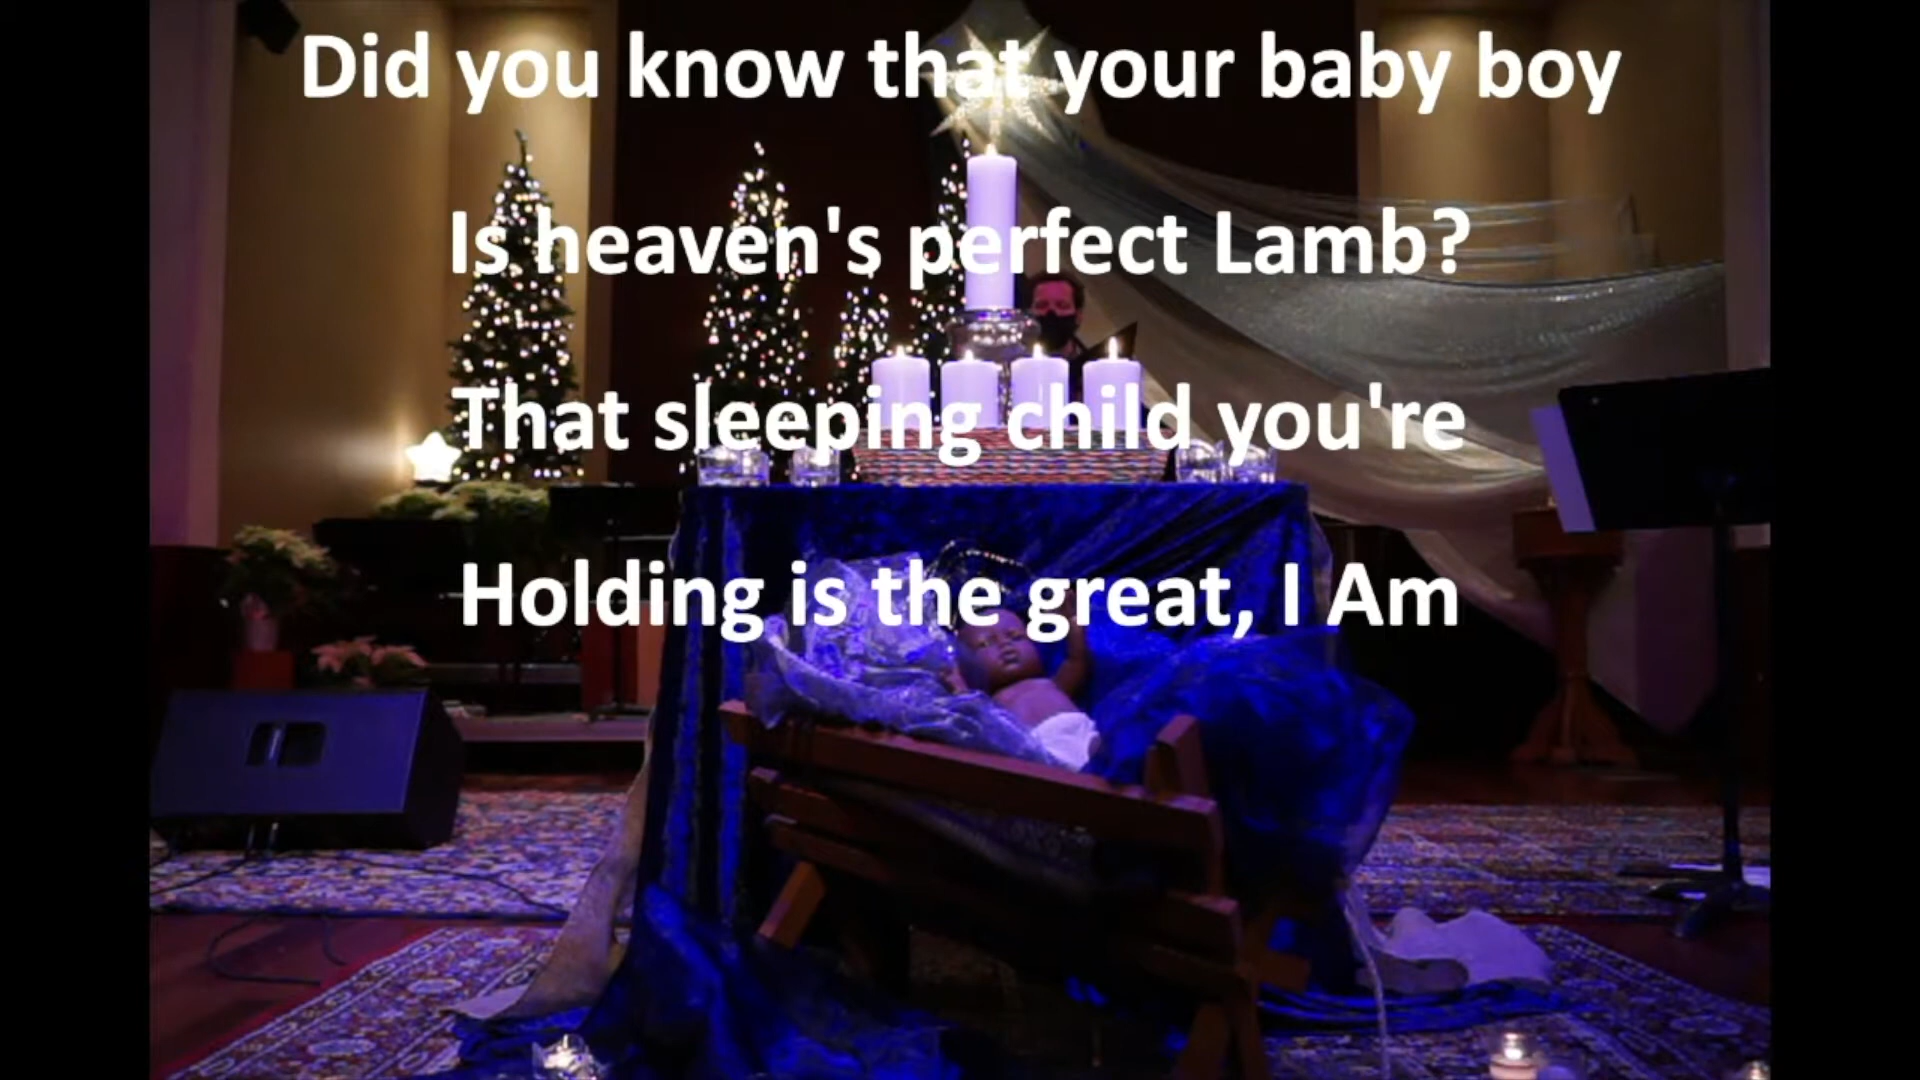 Did you know that your baby boy
Is heaven's perfect Lamb?
That sleeping child you're
Holding is the great, I Am